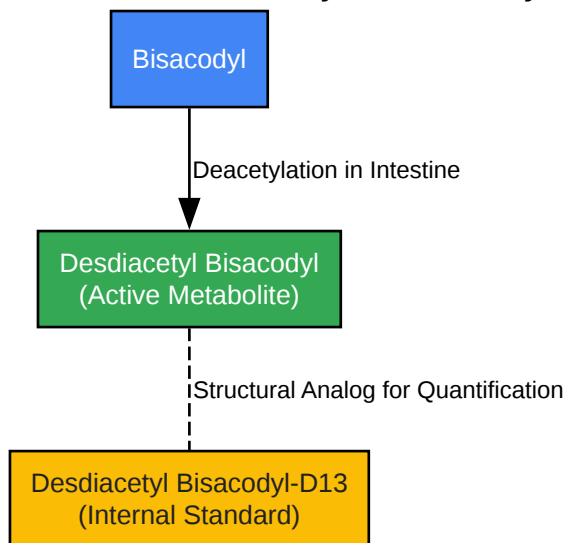 Bisacodyl
Deacetylation in Intestine
Desdiacetyl Bisacodyl
(Active Metabolite)
Structural Analog for Quantification
Desdiacetyl Bisacodyl-D13
(Internal Standard)